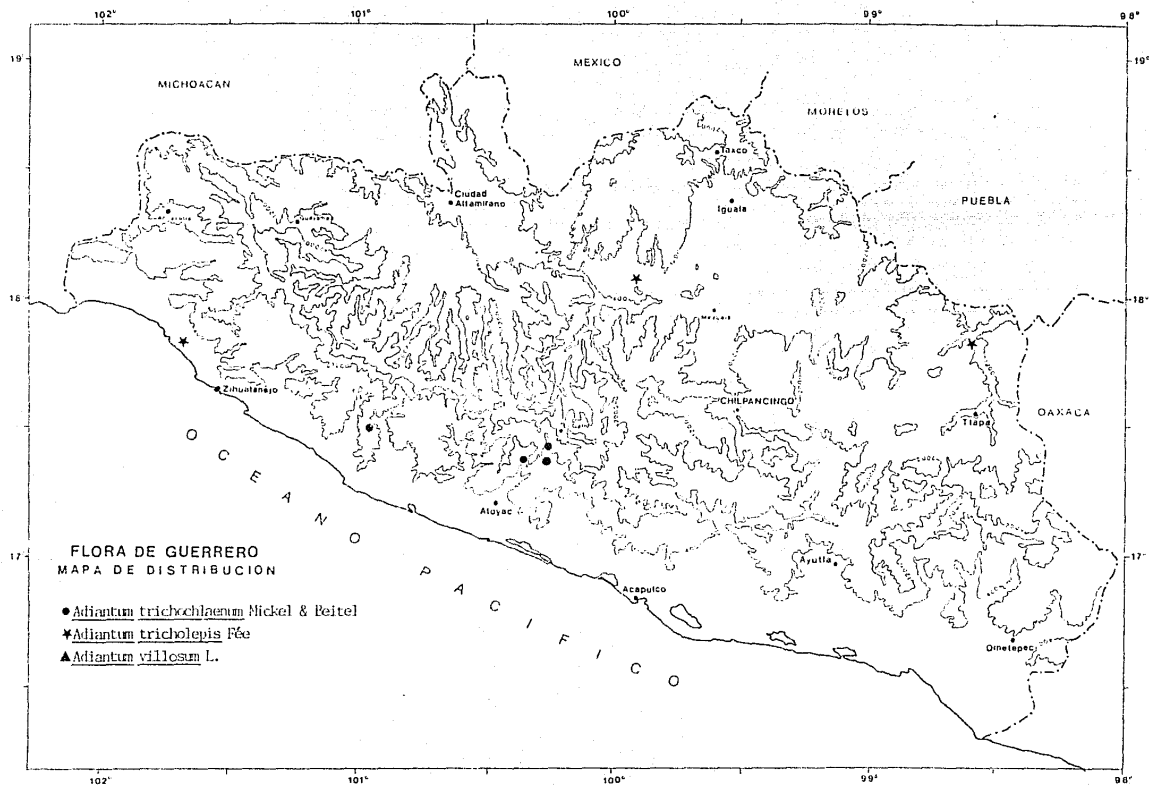 102°
101°
100°
99°
98°
19°
MICHOACAN
MEXICO
MORELOS
19°
Taxco
Iguala
PUEBLA
Ciudad
Altamirano
18°
18°
Zihuatanejo
CHILPANCINGO
Tlapa
OAXACA
Atoyac
17°
Ayutla
17°
Acapulco
Ometepec
OCEANO PACIFICO
FLORA DE GUERRERO
MAPA DE DISTRIBUCION
● Adiantum trichochlaenum Mickel & Beitel
★ Adiantum tricholepis Fée
▲ Adiantum villosum L.
102°
101°
100°
99°
98°